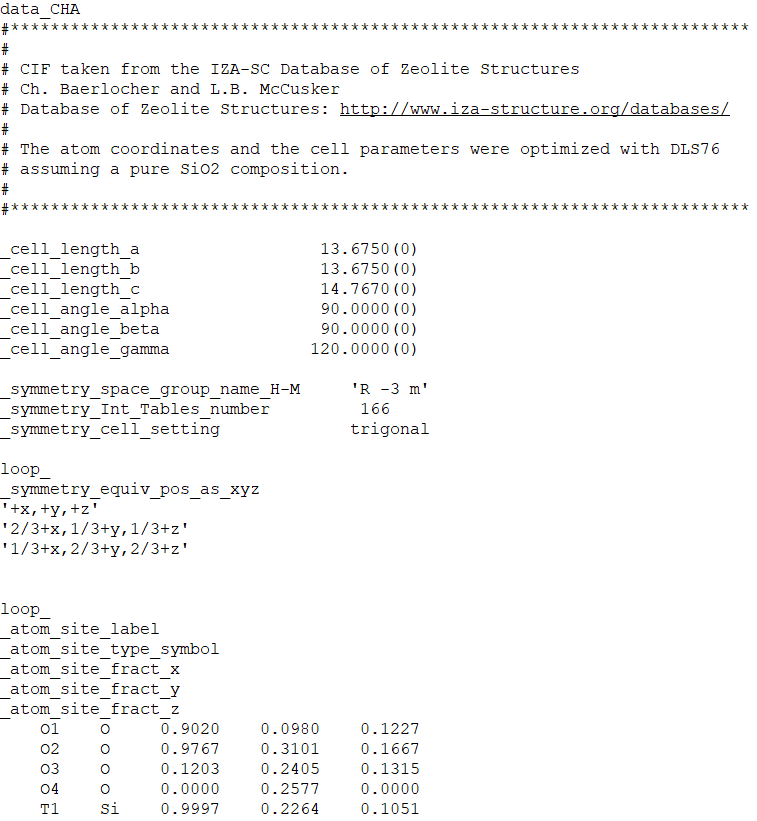 data_CHA
#**************************************************************************
#
# CIF taken from the IZA-SC Database of Zeolite Structures
# Ch. Baerlocher and L.B. McCusker
# Database of Zeolite Structures: http://www.iza-structure.org/databases/
#
# The atom coordinates and the cell parameters were optimized with DLS76
# assuming a pure SiO2 composition.
#
#**************************************************************************
_cell_length_a                  13.6750(0)
_cell_length_b                  13.6750(0)
_cell_length_c                  14.7670(0)
_cell_angle_alpha               90.0000(0)
_cell_angle_beta                90.0000(0)
_cell_angle_gamma              120.0000(0)
_symmetry_space_group_name_H-M     'R -3 m'
_symmetry_Int_Tables_number         166
_symmetry_cell_setting             trigonal
loop_
_symmetry_equiv_pos_as_xyz
'+x,+y,+z'
'2/3+x,1/3+y,1/3+z'
'1/3+x,2/3+y,2/3+z'
loop_
_atom_site_label
_atom_site_type_symbol
_atom_site_fract_x
_atom_site_fract_y
_atom_site_fract_z
    O1    O     0.9020    0.0980    0.1227
    O2    O     0.9767    0.3101    0.1667
    O3    O     0.1203    0.2405    0.1315
    O4    O     0.0000    0.2577    0.0000
    T1    Si    0.9997    0.2264    0.1051